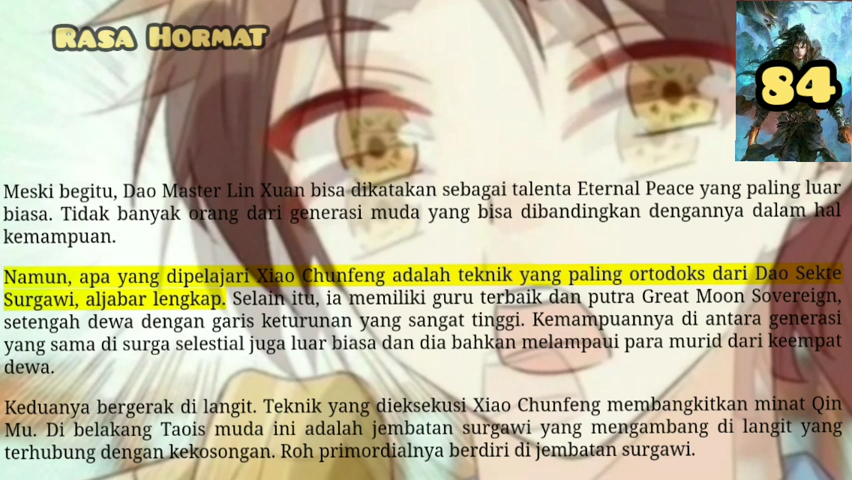 Rasa Hormat
84
Meski begitu, Dao Master Lin Xuan bisa dikatakan sebagai talenta Eternal Peace yang paling luar
biasa. Tidak banyak orang dari generasi muda yang bisa dibandingkan dengannya dalam hal
kemampuan.
Namun, apa yang dipelajari Xiao Chunfeng adalah teknik yang paling ortodoks dari Dao Sekte
Surgawi, aljabar lengkap. Selain itu, ia memiliki guru terbaik dan putra Great Moon Sovereign,
setengah dewa dengan garis keturunan yang sangat tinggi. Kemampuannya di antara generasi
yang sama di surga selestial juga luar biasa dan dia bahkan melampaui para murid dari keempat
dewa.
Keduanya bergerak di langit. Teknik yang dieksekusi Xiao Chunfeng membangkitkan minat Qin
Mu. Di belakang Taois muda ini adalah jembatan surgawi yang mengambang di langit yang
terhubung dengan kekosongan. Roh primordialnya berdiri di jembatan surgawi.